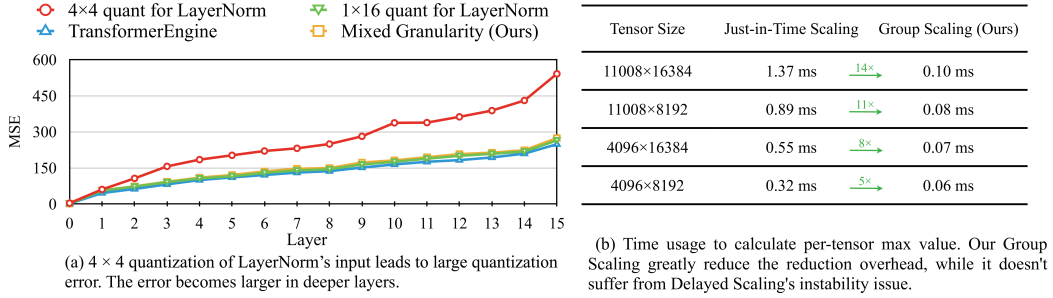 4×4 quant for LayerNorm
1×16 quant for LayerNorm
TransformerEngine
Mixed Granularity (Ours)
600
450
300
150
0
MSE
0 1 2 3 4 5 6 7 8 9 10 11 12 13 14 15
Layer
(a) 4 × 4 quantization of LayerNorm's input leads to large quantization
error. The error becomes larger in deeper layers.
Tensor Size Just-in-Time Scaling Group Scaling (Ours)
11008×16384 1.37 ms 14× 0.10 ms
11008×8192 0.89 ms 11× 0.08 ms
4096×16384 0.55 ms 8× 0.07 ms
4096×8192 0.32 ms 5× 0.06 ms
(b) Time usage to calculate per-tensor max value. Our Group
Scaling greatly reduce the reduction overhead, while it doesn't
suffer from Delayed Scaling's instability issue.